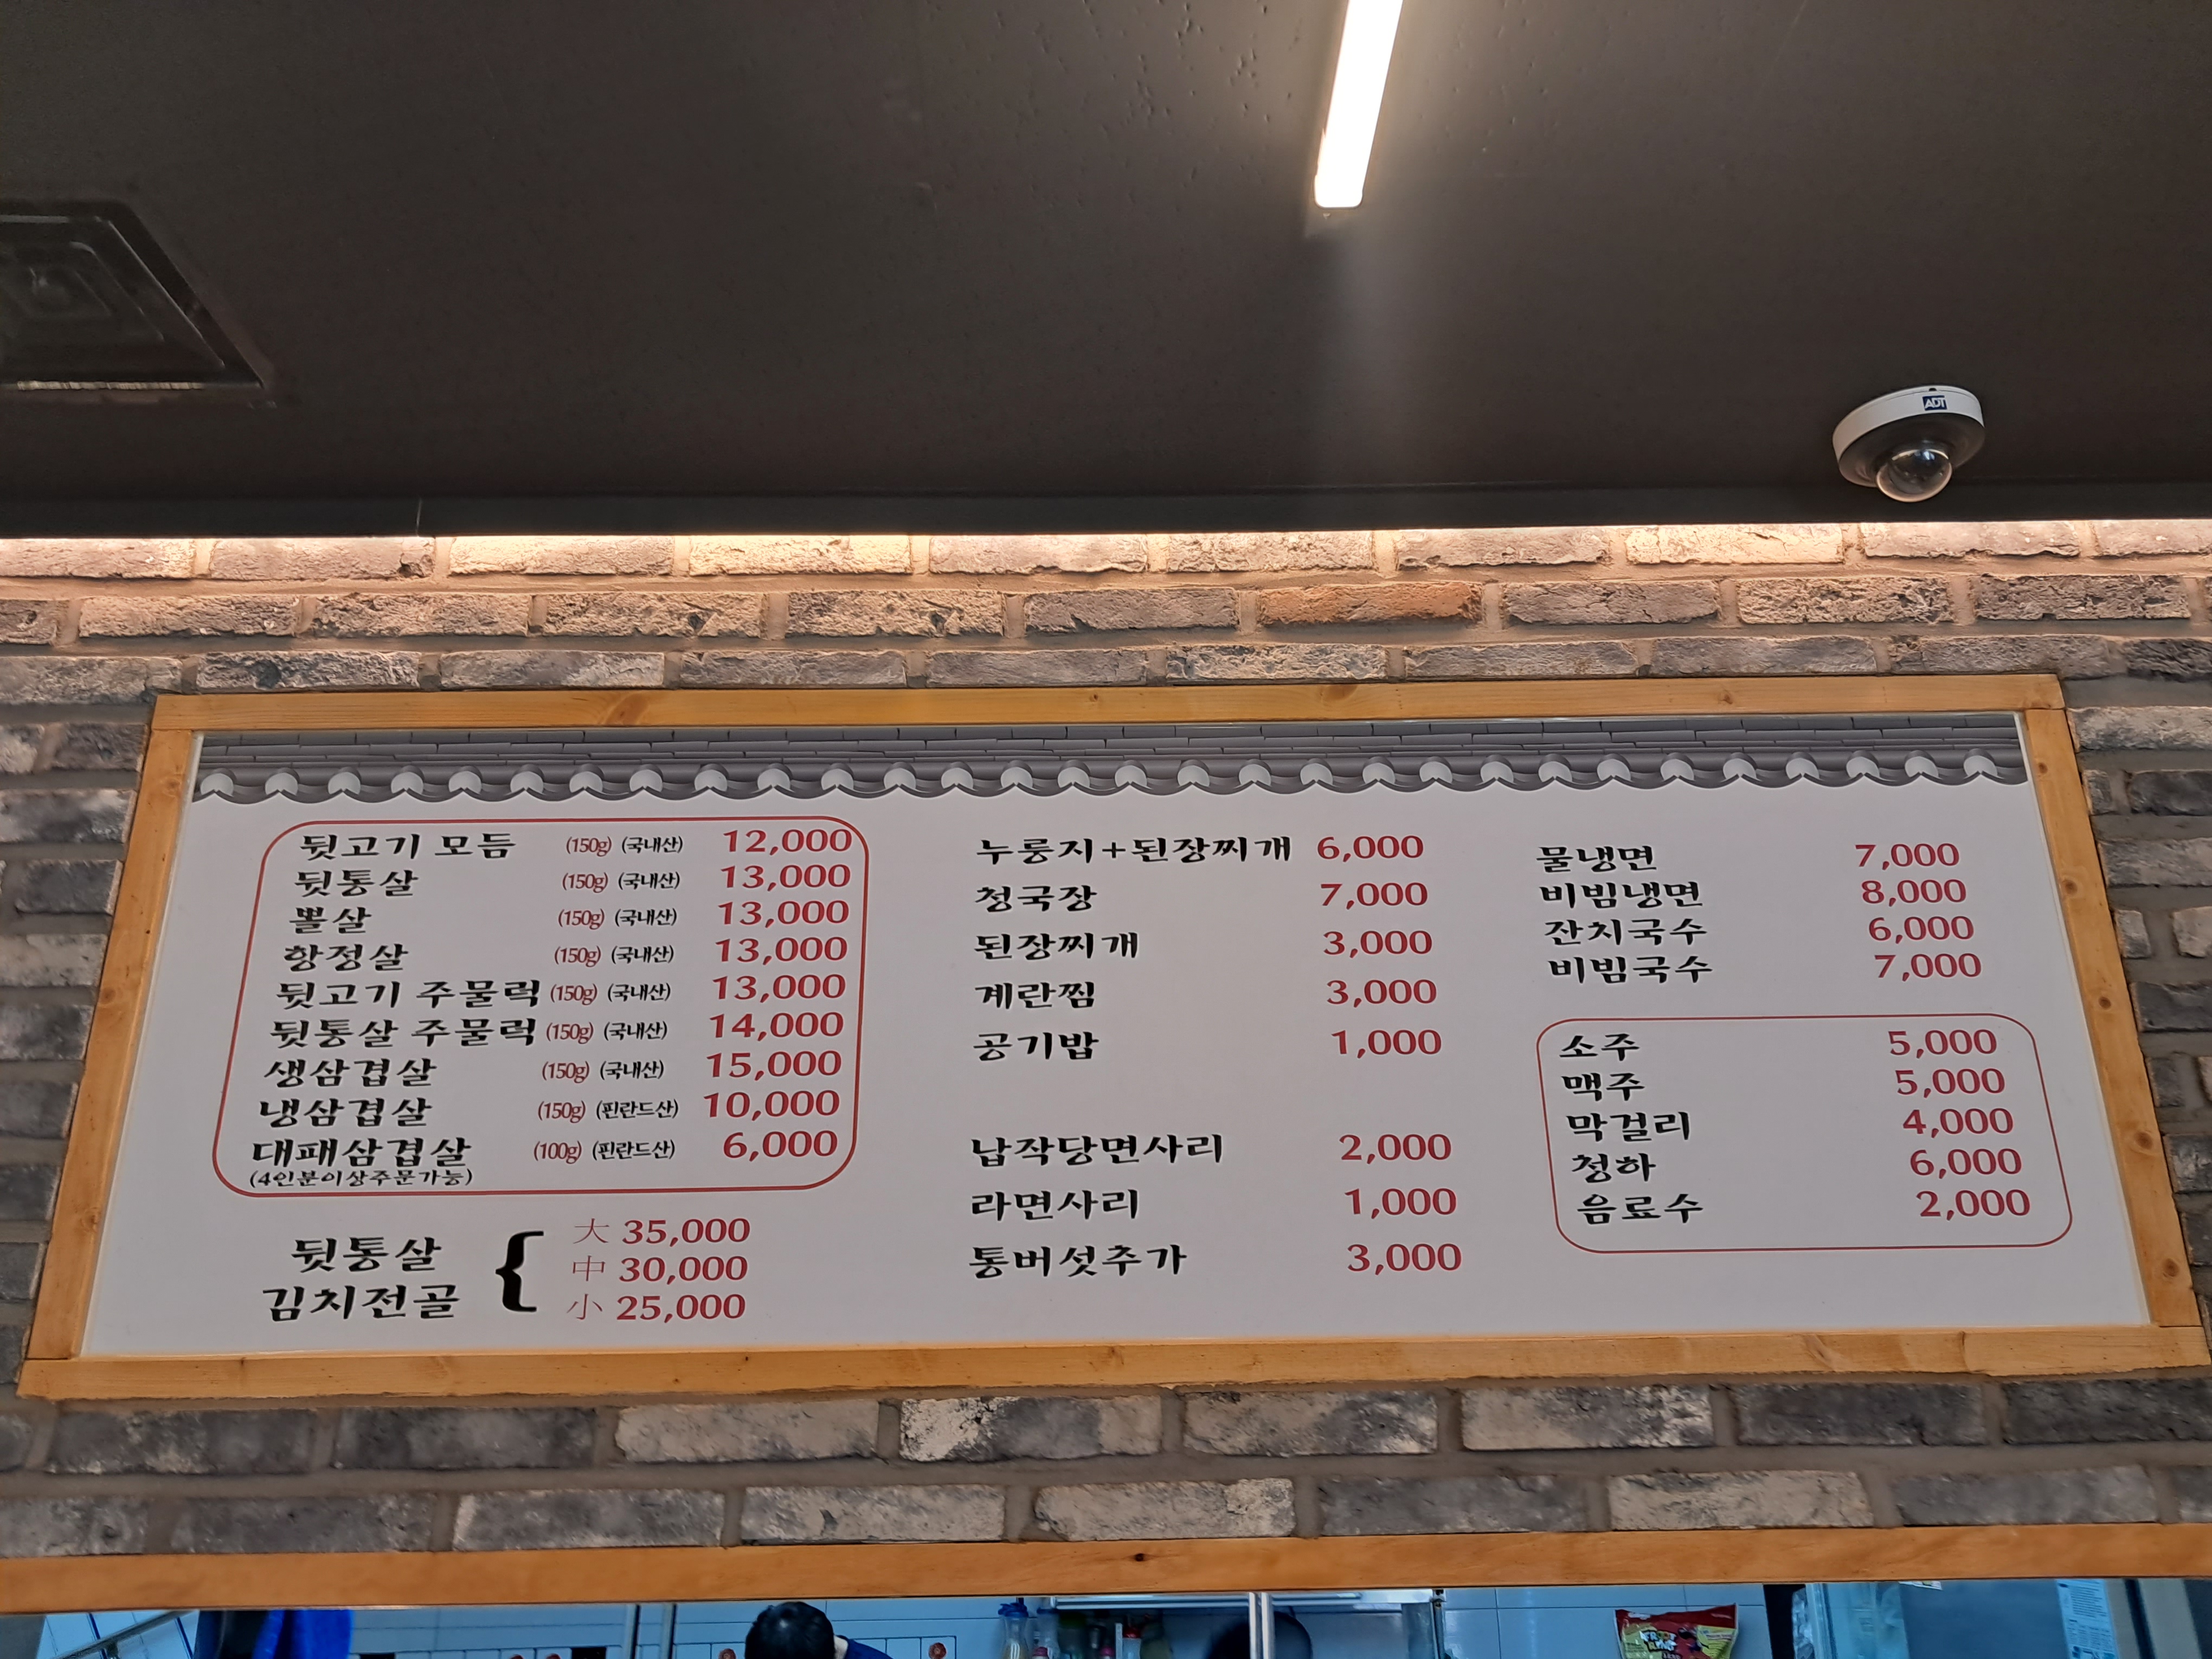 ADT
뒷고기 모듬 (150g) (국내산) 12,000
뒷통살 (150g) (국내산) 13,000
뽈살 (150g) (국내산) 13,000
항정살 (150g) (국내산) 13,000
뒷고기 주물럭 (150g) (국내산) 13,000
뒷통살 주물럭 (150g) (국내산) 14,000
생삼겹살 (150g) (국내산) 15,000
냉삼겹살 (150g) (핀란드산) 10,000
대패삼겹살 (100g) (핀란드산) 6,000
(4인분이상주문가능)
뒷통살
김치전골
{
大 35,000
中 30,000
小 25,000
누룽지+된장찌개 6,000
청국장 7,000
된장찌개 3,000
계란찜 3,000
공기밥 1,000
납작당면사리 2,000
라면사리 1,000
통버섯추가 3,000
물냉면 7,000
비빔냉면 8,000
잔치국수 6,000
비빔국수 7,000
소주 5,000
맥주 5,000
막걸리 4,000
청하 6,000
음료수 2,000